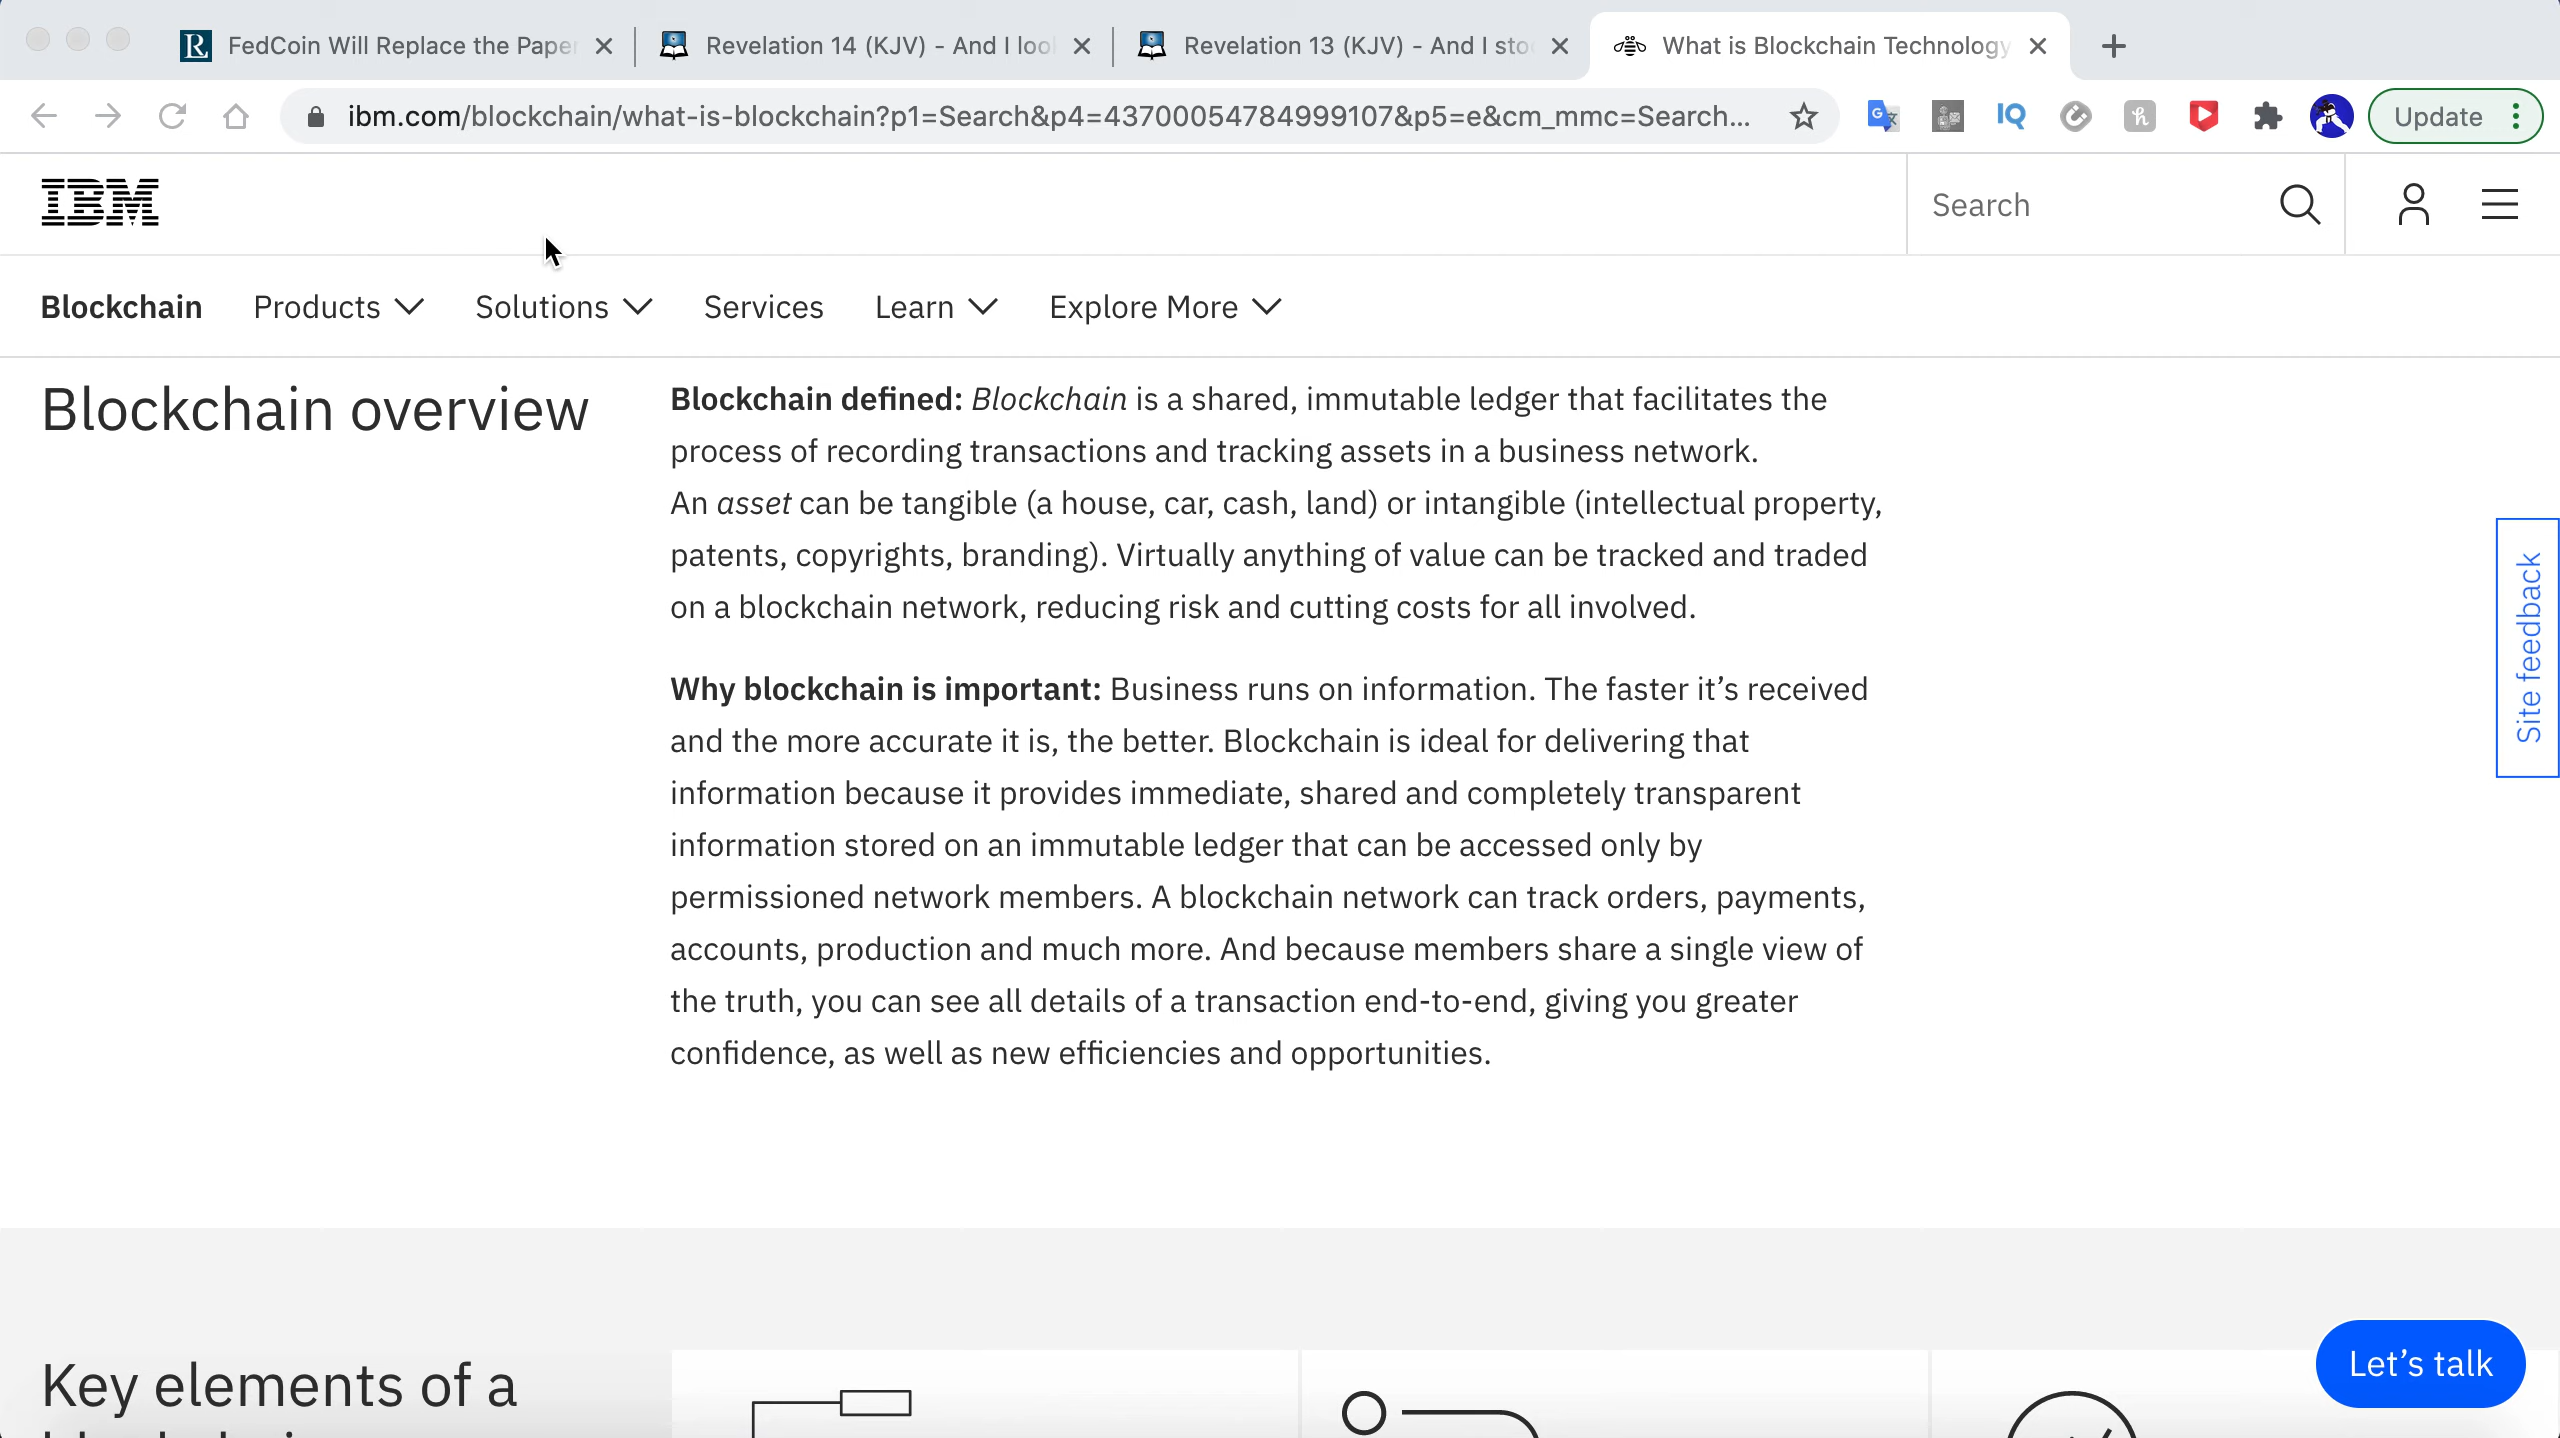 FedCoin Will Replace the Paper
Revelation 14 (KJV) - And I loo
Revelation 13 (KJV) - And I sto
What is Blockchain Technology
ibm.com/blockchain/what-is-blockchain?p1=Search&p4=43700054784999107&p5=e&cm_mmc=Search...
Update
IBM
Search
Blockchain Products Solutions Services Learn Explore More
Blockchain overview
Blockchain defined: Blockchain is a shared, immutable ledger that facilitates the
process of recording transactions and tracking assets in a business network.
An asset can be tangible (a house, car, cash, land) or intangible (intellectual property,
patents, copyrights, branding). Virtually anything of value can be tracked and traded
on a blockchain network, reducing risk and cutting costs for all involved.
Why blockchain is important: Business runs on information. The faster it’s received
and the more accurate it is, the better. Blockchain is ideal for delivering that
information because it provides immediate, shared and completely transparent
information stored on an immutable ledger that can be accessed only by
permissioned network members. A blockchain network can track orders, payments,
accounts, production and much more. And because members share a single view of
the truth, you can see all details of a transaction end-to-end, giving you greater
confidence, as well as new efficiencies and opportunities.
Site feedback
Key elements of a
Let’s talk